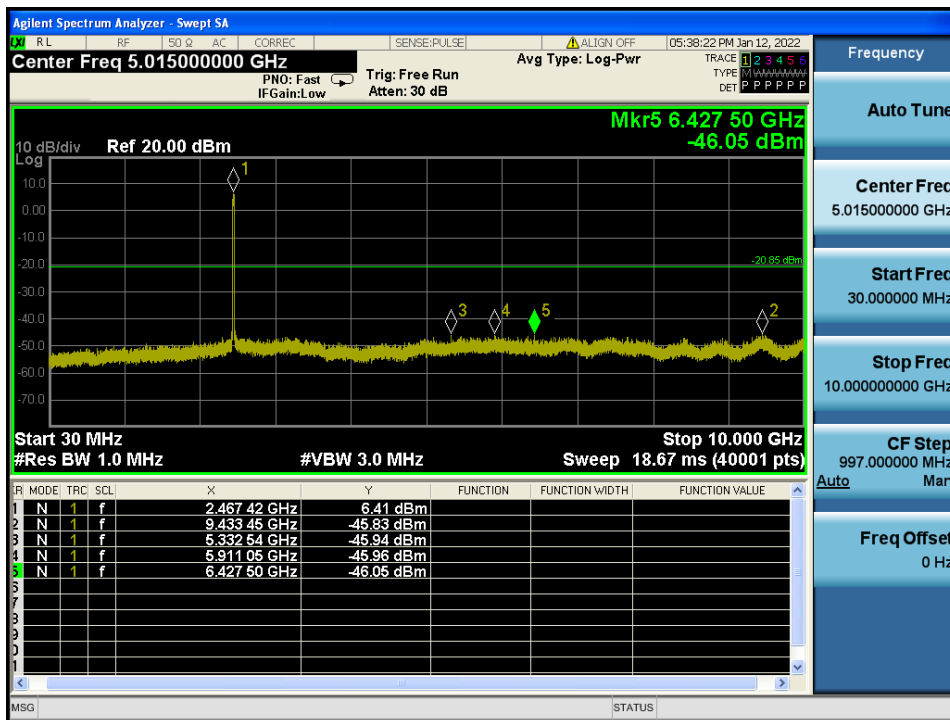 Agilent Spectrum Analyzer - Swept SA
LXI RL RF 50 Ω AC CORREC SENSE:PULSE ALIGN OFF 05:38:22 PM Jan 12, 2022
Center Freq 5.015000000 GHz
PNO: Fast
IFGain:Low
Trig: Free Run
Atten: 30 dB
Avg Type: Log-Pwr
TRACE 1 2 3 4 5 6
TYPE M
DET P P P P P P
Mkr5 6.427 50 GHz
-46.05 dBm
10 dB/div Ref 20.00 dBm
Log
10.0
0.00
-10.0
-20.0
-30.0
-40.0
-50.0
-60.0
-70.0
-20.85 dBm
1
3
4
5
2
Start 30 MHz Stop 10.000 GHz
#Res BW 1.0 MHz #VBW 3.0 MHz Sweep 18.67 ms (40001 pts)
MODE TRC SCL X Y FUNCTION FUNCTION WIDTH FUNCTION VALUE
1 N 1 f 2.467 42 GHz 6.41 dBm
2 N 1 f 9.433 45 GHz -45.83 dBm
3 N 1 f 5.332 54 GHz -45.94 dBm
4 N 1 f 5.911 05 GHz -45.96 dBm
5 N 1 f 6.427 50 GHz -46.05 dBm
6
7
8
9
MSG STATUS
Frequency
Auto Tune
Center Freq
5.015000000 GHz
Start Freq
30.000000 MHz
Stop Freq
10.000000000 GHz
CF Step
997.000000 MHz
Auto Man
Freq Offset
0 Hz